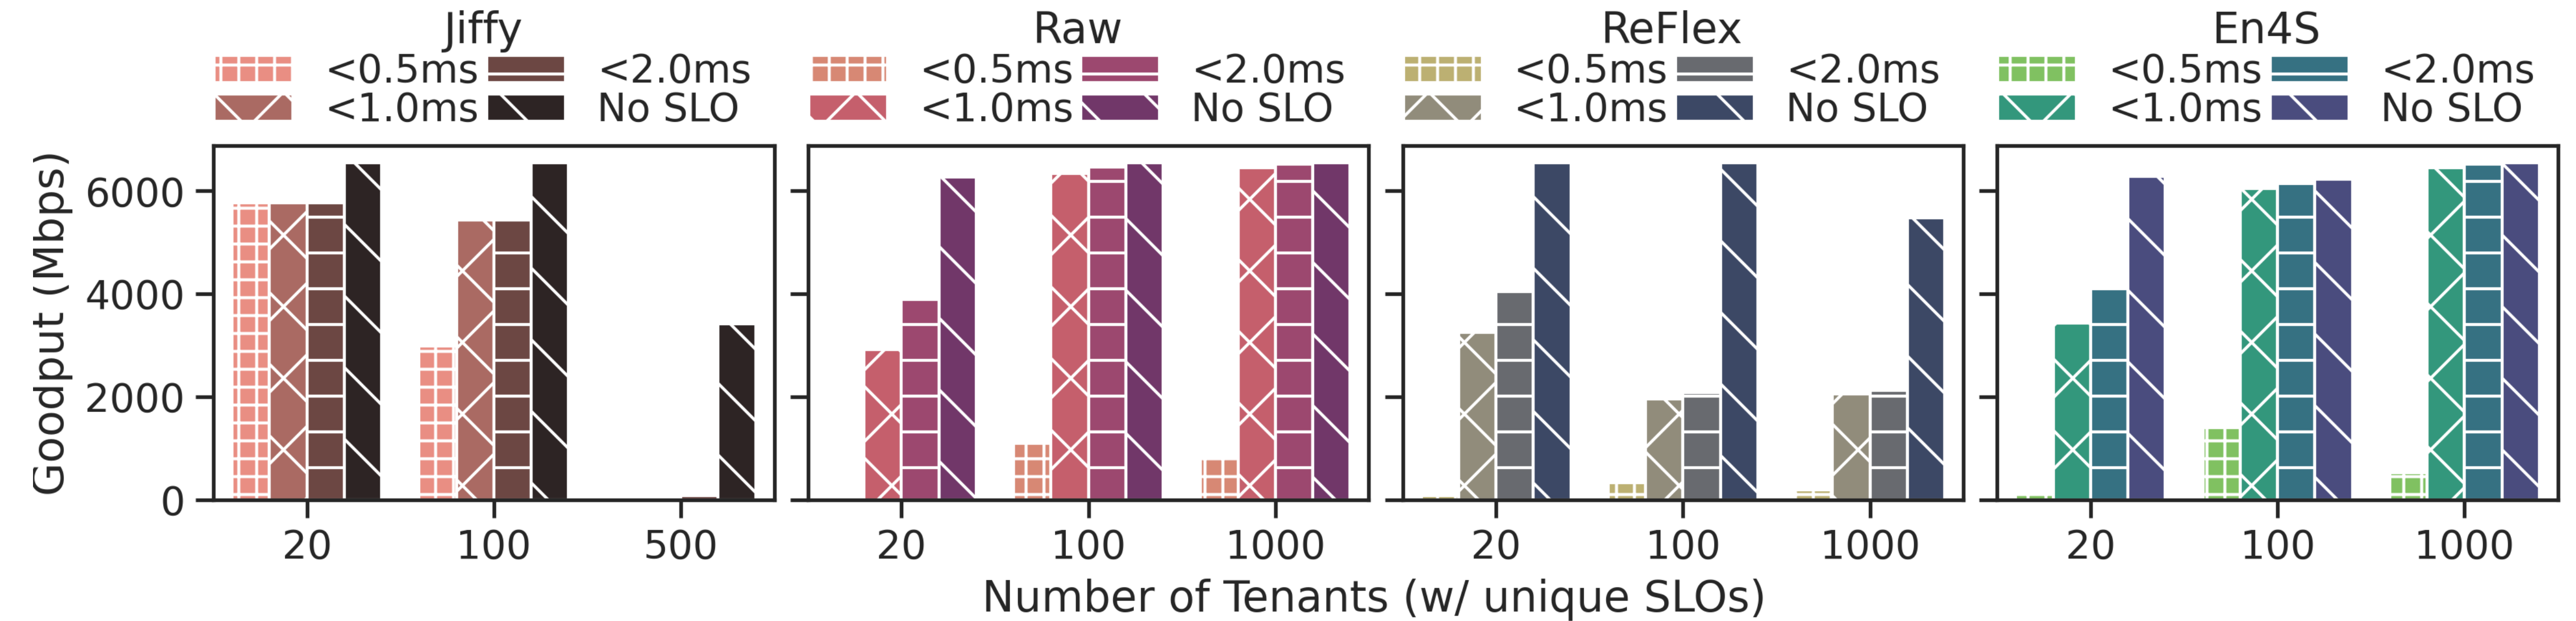 Jiffy Raw ReFlex En4S
<0.5ms <2.0ms <0.5ms <2.0ms <0.5ms <2.0ms <0.5ms <2.0ms
<1.0ms No SLO <1.0ms No SLO <1.0ms No SLO <1.0ms No SLO
Goodput (Mbps)
6000
4000
2000
0
20 100 500 20 100 1000 20 100 1000 20 100 1000
Number of Tenants (w/ unique SLOs)